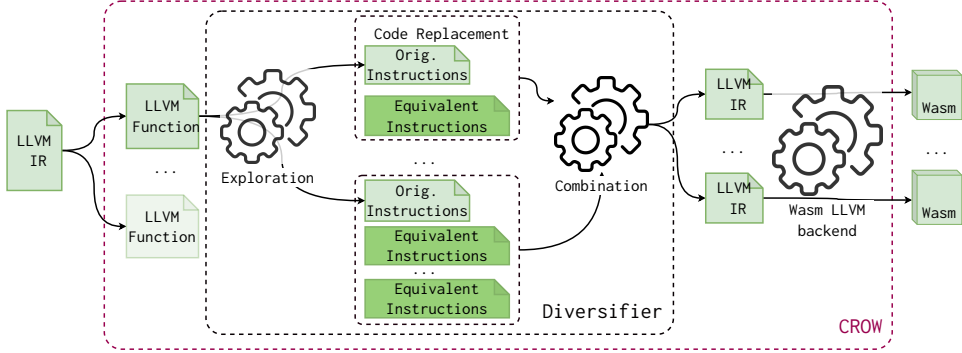 LLVM
IR
LLVM
Function
...
LLVM
Function
Exploration
Code Replacement
Orig.
Instructions
Equivalent
Instructions
...
Orig.
Instructions
Equivalent
Instructions
...
Equivalent
Instructions
Combination
Diversifier
LLVM
IR
...
LLVM
IR
Wasm LLVM
backend
Wasm
...
Wasm
CROW